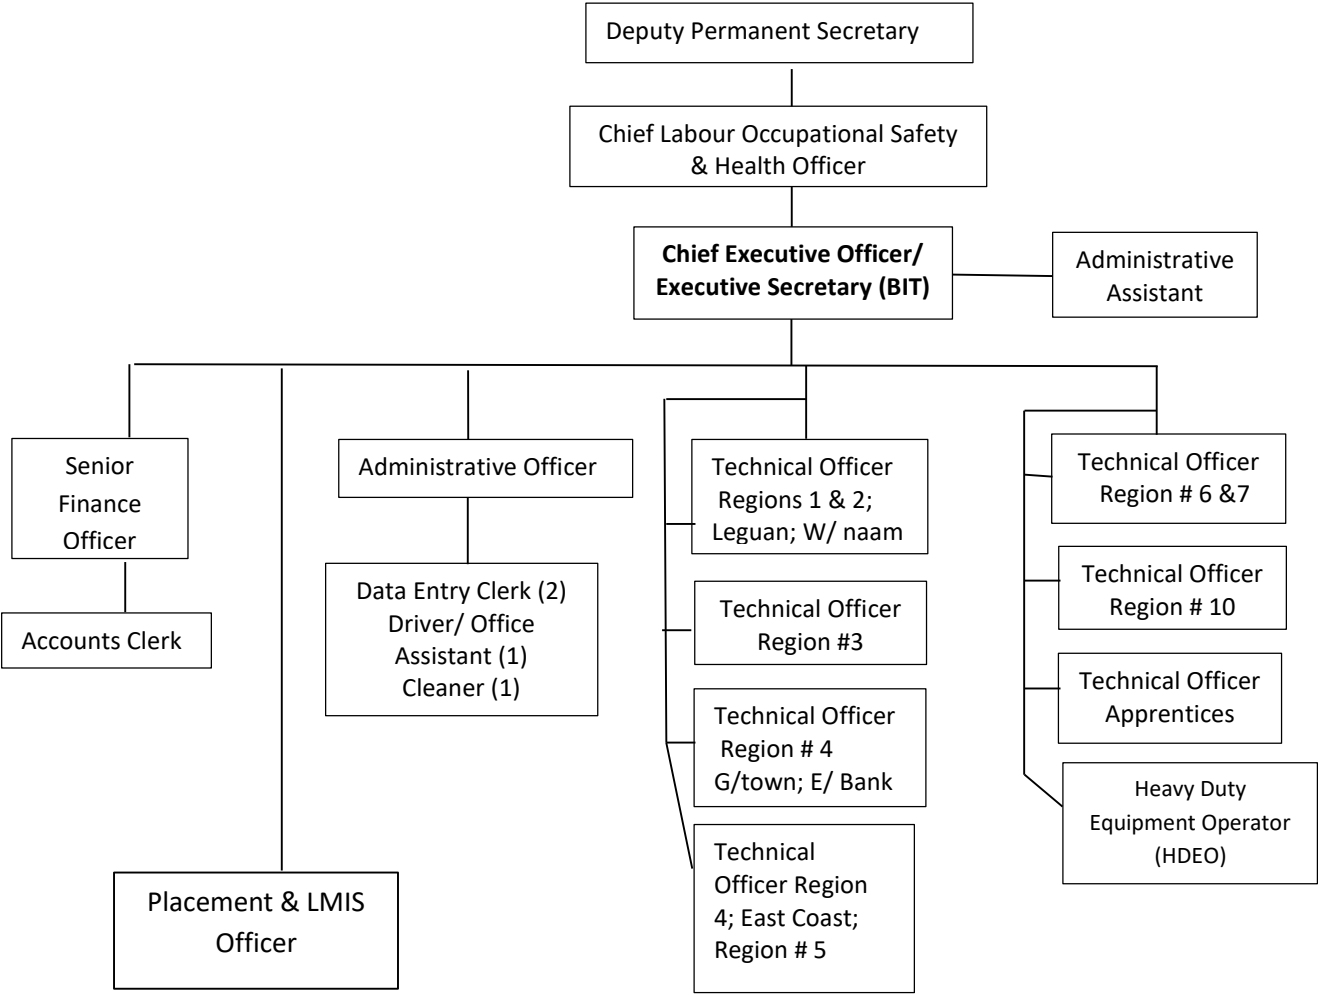 Deputy Permanent Secretary
Chief Labour Occupational Safety
& Health Officer
Chief Executive Officer/
Executive Secretary (BIT)
Administrative
Assistant
Senior
Finance
Officer
Accounts Clerk
Placement & LMIS
Officer
Administrative Officer
Data Entry Clerk (2)
Driver/ Office
Assistant (1)
Cleaner (1)
Technical Officer
Regions 1 & 2;
Leguan; W/ naam
Technical Officer
Region #3
Technical Officer
Region # 4
G/town; E/ Bank
Technical
Officer Region
4; East Coast;
Region # 5
Technical Officer
Region # 6 &7
Technical Officer
Region # 10
Technical Officer
Apprentices
Heavy Duty
Equipment Operator
(HDEO)